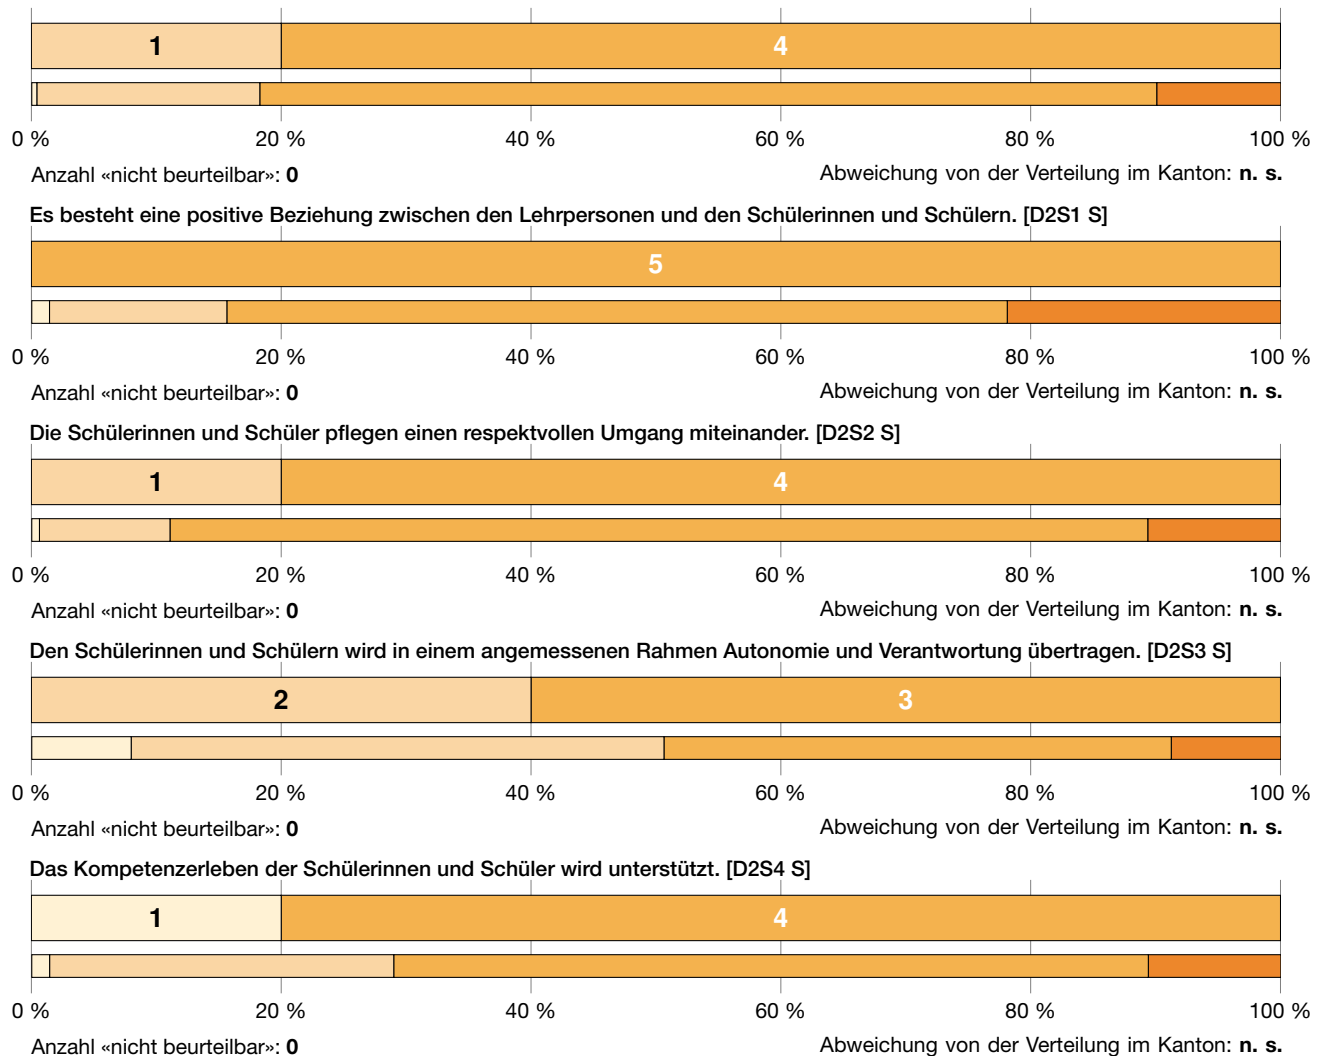 1 4
0 % 20 % 40 % 60 % 80 % 100 %
Anzahl «nicht beurteilbar»: 0 Abweichung von der Verteilung im Kanton: n. s.
Es besteht eine positive Beziehung zwischen den Lehrpersonen und den Schülerinnen und Schülern. [D2S1 S]
5
0 % 20 % 40 % 60 % 80 % 100 %
Anzahl «nicht beurteilbar»: 0 Abweichung von der Verteilung im Kanton: n. s.
Die Schülerinnen und Schüler pflegen einen respektvollen Umgang miteinander. [D2S2 S]
1 4
0 % 20 % 40 % 60 % 80 % 100 %
Anzahl «nicht beurteilbar»: 0 Abweichung von der Verteilung im Kanton: n. s.
Den Schülerinnen und Schülern wird in einem angemessenen Rahmen Autonomie und Verantwortung übertragen. [D2S3 S]
2 3
0 % 20 % 40 % 60 % 80 % 100 %
Anzahl «nicht beurteilbar»: 0 Abweichung von der Verteilung im Kanton: n. s.
Das Kompetenzerleben der Schülerinnen und Schüler wird unterstützt. [D2S4 S]
1 4
0 % 20 % 40 % 60 % 80 % 100 %
Anzahl «nicht beurteilbar»: 0 Abweichung von der Verteilung im Kanton: n. s.